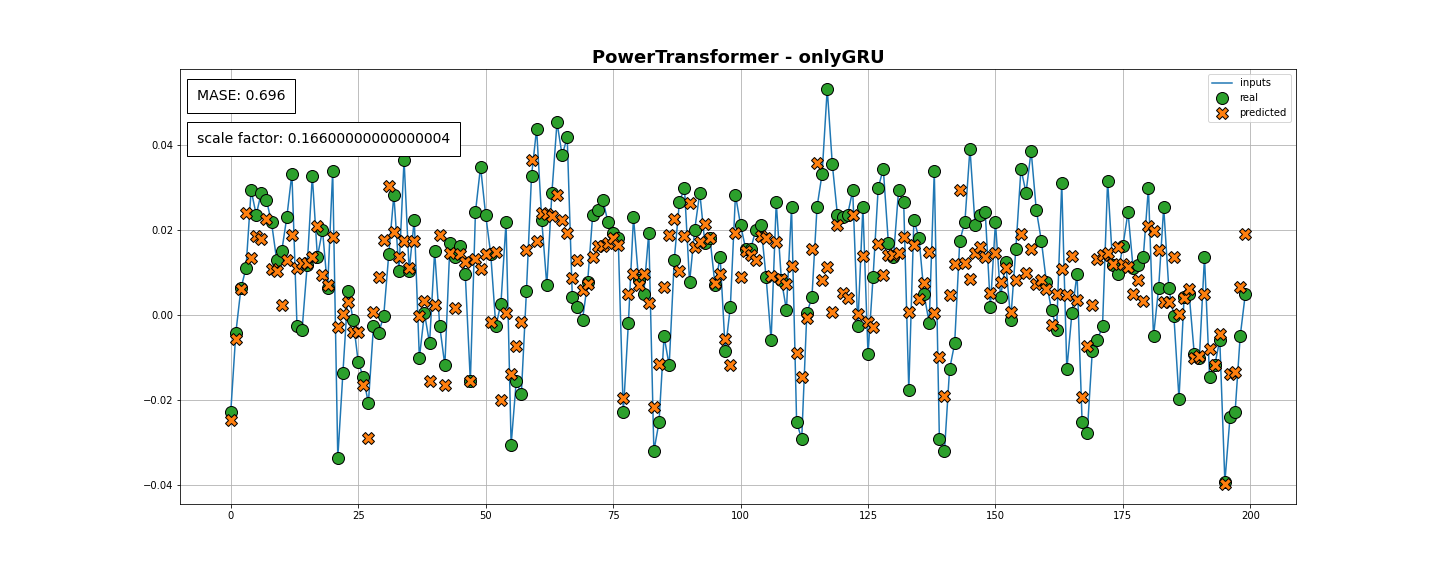 PowerTransformer - onlyGRU
MASE: 0.696
scale factor: 0.16600000000000004
inputs
real
predicted
0.04
0.02
0.00
−0.02
−0.04
0 25 50 75 100 125 150 175 200